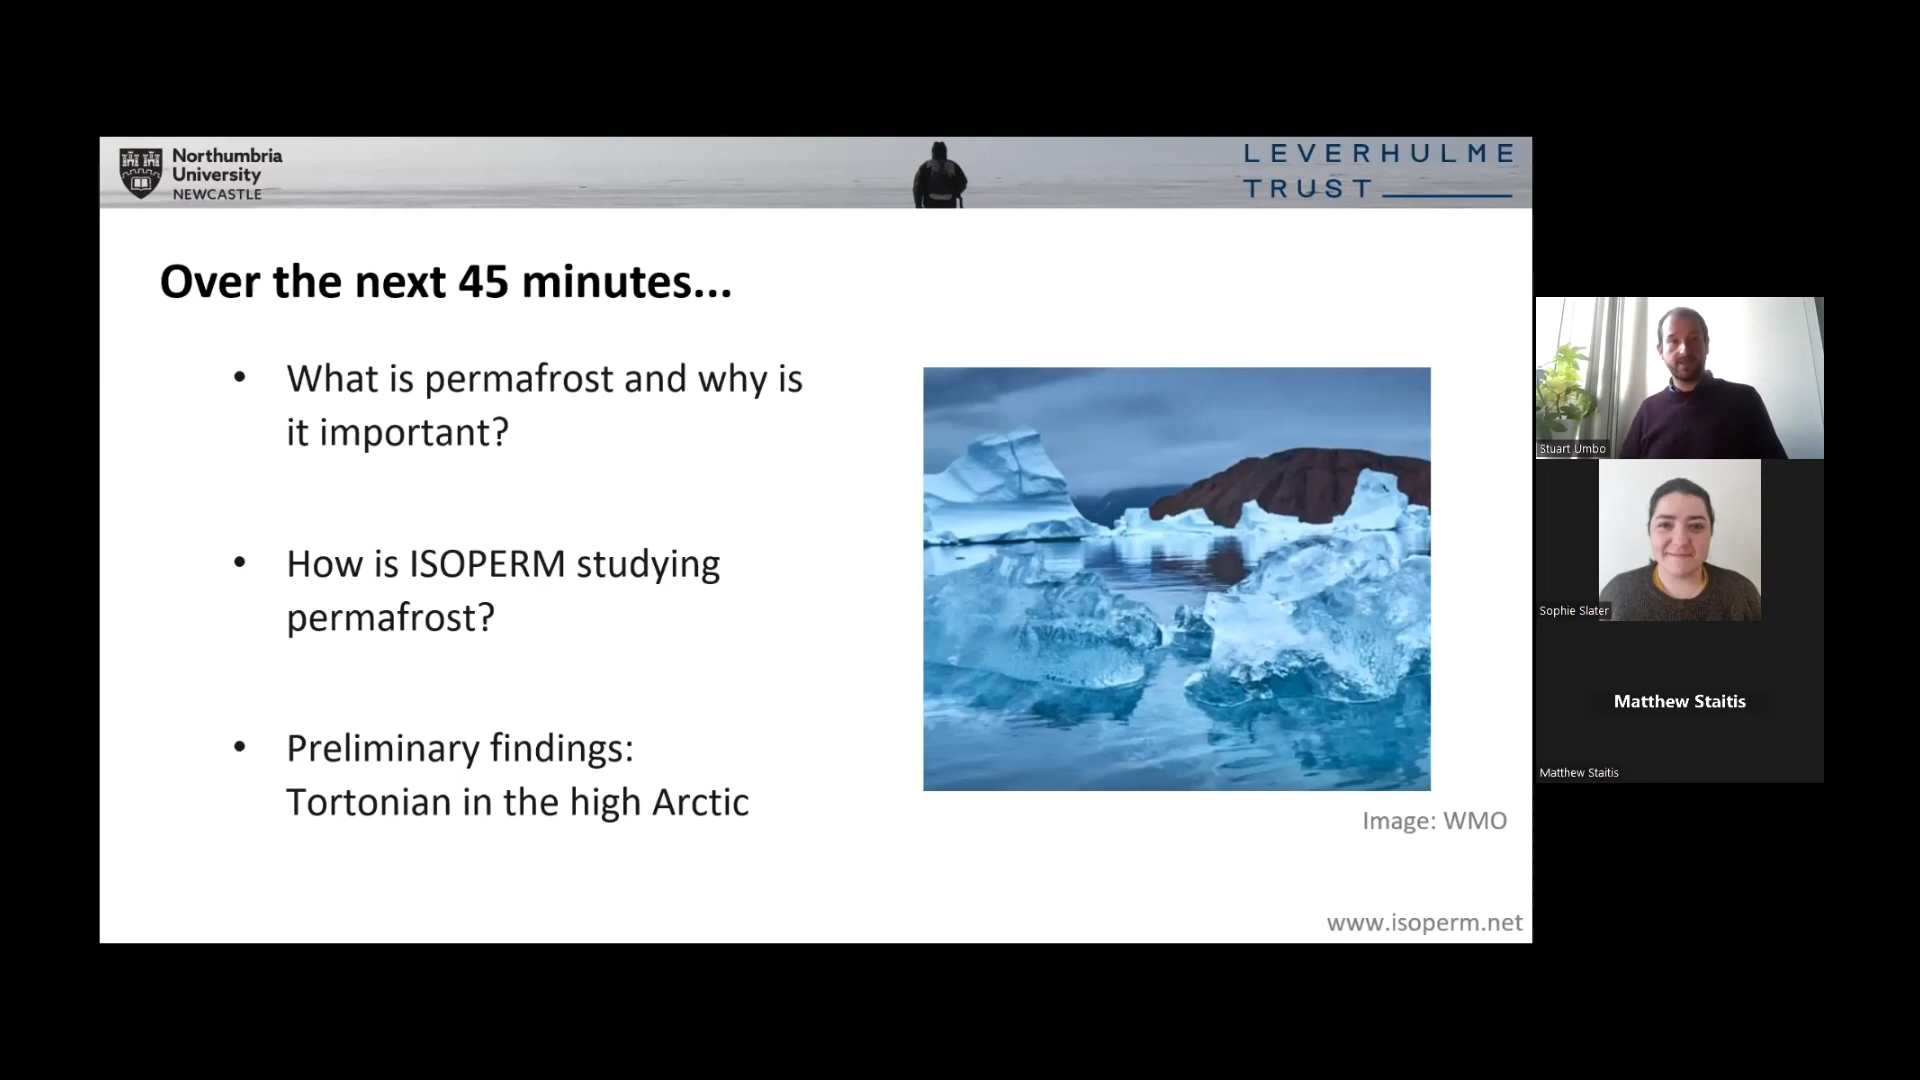 Northumbria
University
NEWCASTLE
LEVERHULME
TRUST
Over the next 45 minutes...
• What is permafrost and why is
it important?
• How is ISOPERM studying
permafrost?
• Preliminary findings:
Tortonian in the high Arctic
Image: WMO
www.isoperm.net
Stuart Umbo
Sophie Slater
Matthew Staitis
Matthew Staitis